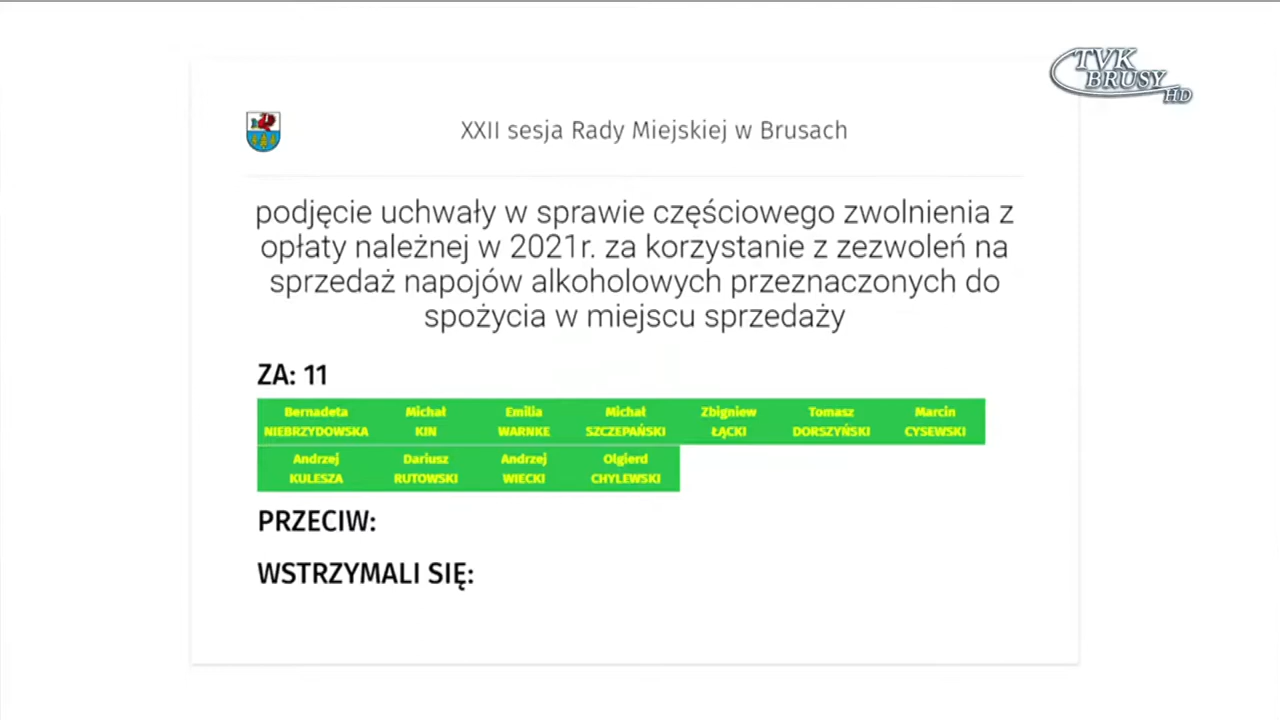 TVK
BRUSY
HD
XXII sesja Rady Miejskiej w Brusach
podjęcie uchwały w sprawie częściowego zwolnienia z
opłaty należnej w 2021r. za korzystanie z zezwoleń na
sprzedaż napojów alkoholowych przeznaczonych do
spożycia w miejscu sprzedaży
ZA: 11
Bernadeta NIEBRZYDOWSKA
Michał KIN
Emilia WARNKE
Michał SZCZEPAŃSKI
Zbigniew ŁĄCKI
Tomasz DORSZYŃSKI
Marcin CYSEWSKI
Andrzej KULESZA
Dariusz RUTOWSKI
Andrzej WIECKI
Olgierd CHYLEWSKI
PRZECIW:
WSTRZYMALI SIĘ: